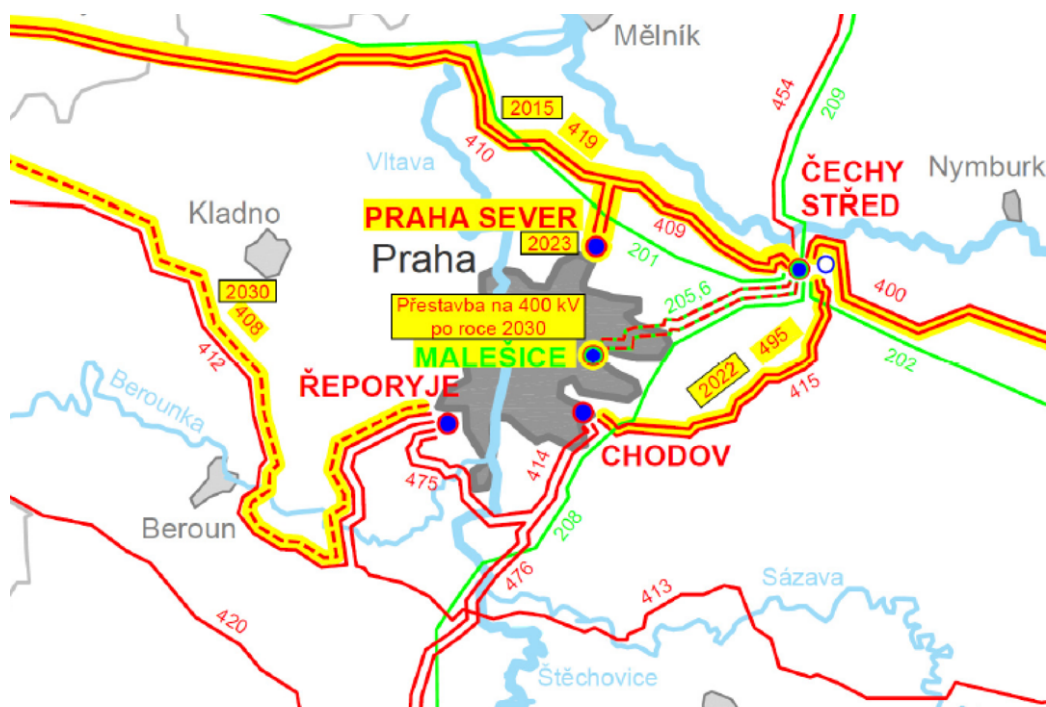 Mělník
454
209
2015
419
410
Vltava
ČECHY
STŘED
Nymburk
Kladno
PRAHA SEVER
2023
409
Praha
201
400
2030
408
Přestavba na 400 kV
po roce 2030
205,6
MALEŠICE
495
2022
415
202
412
ŘEPORYJE
Berounka
CHODOV
414
475
Beroun
208
476
413
Sázava
420
Štěchovice